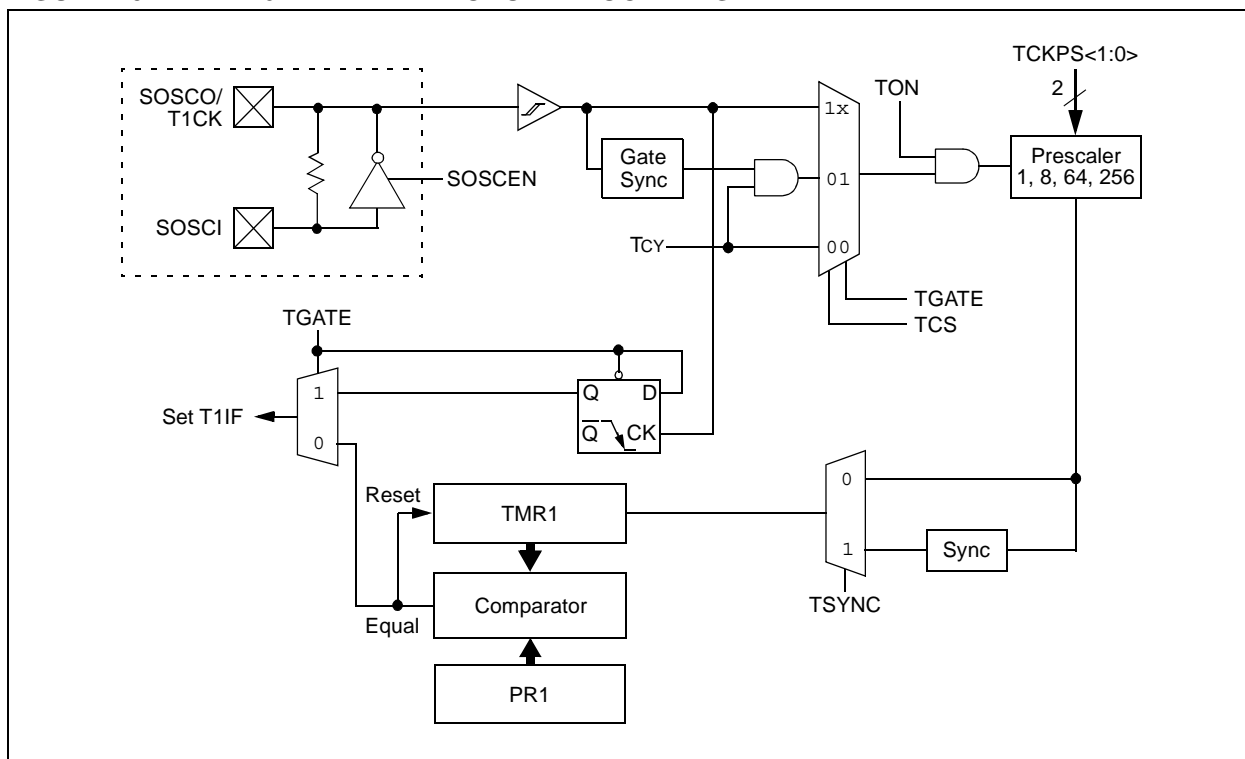 TCKPS<1:0>
SOSCO/
T1CK
TON
2
1x
Gate
Sync
Prescaler
1, 8, 64, 256
SOSCEN
01
SOSCI
TCY
00
TGATE
TCS
TGATE
1
Q
D
Set T1IF
Q
CK
0
0
Reset
TMR1
1
Sync
TSYNC
Comparator
Equal
PR1